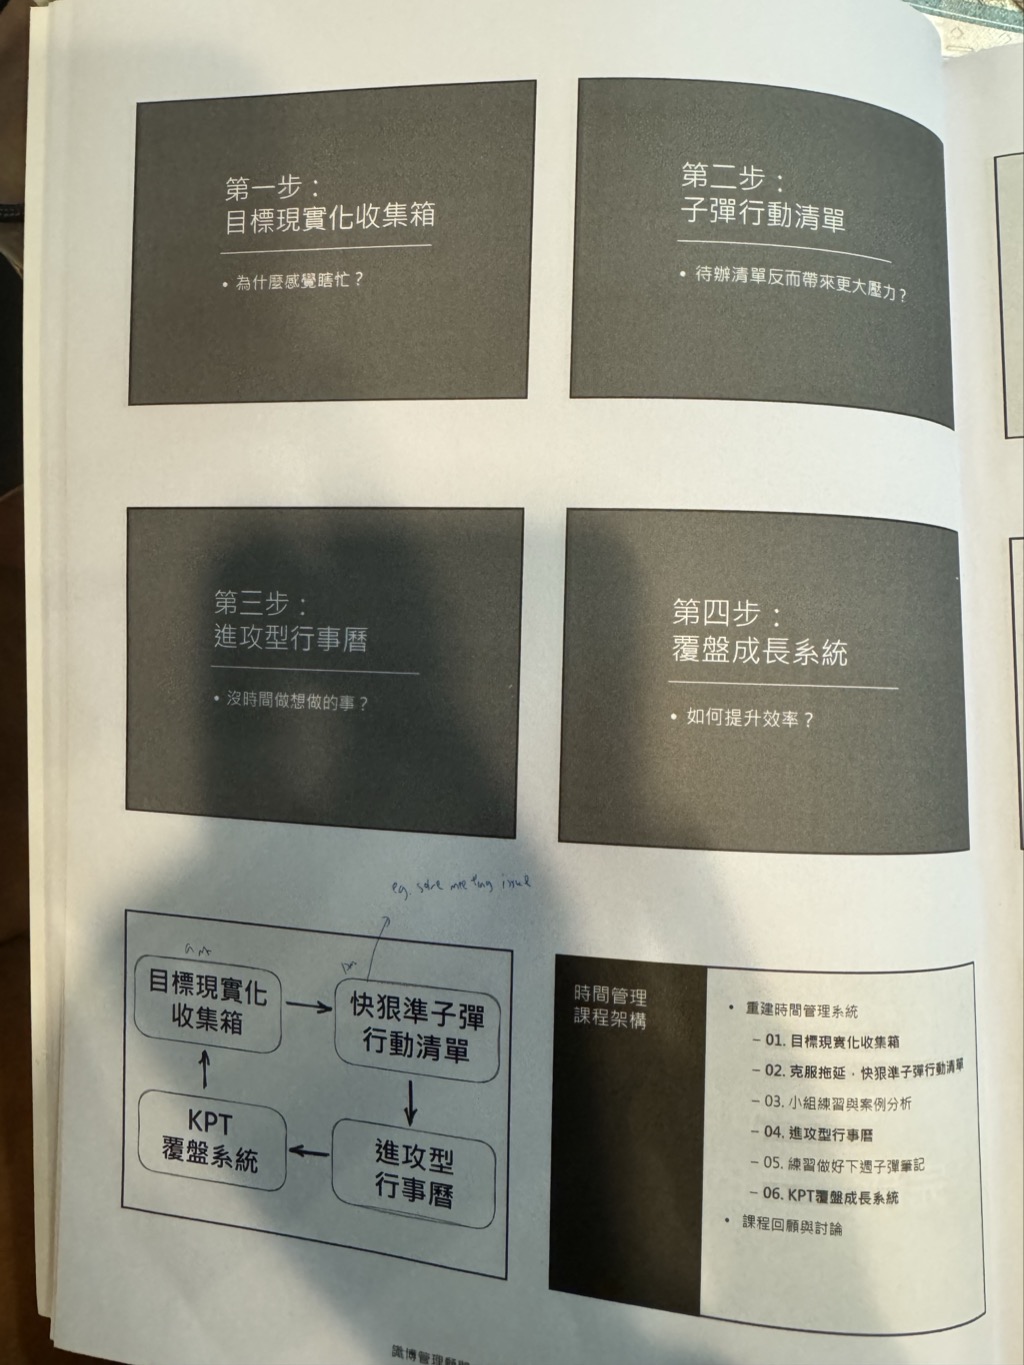 第一步：
目標現實化收集箱
• 為什麼感覺瞎忙？
第二步：
子彈行動清單
• 待辦清單反而帶來更大壓力？
第三步：
進攻型行事曆
• 沒時間做想做的事？
第四步：
覆盤成長系統
• 如何提升效率？
eg. solve meeting issue
目標現實化
收集箱
快狠準子彈
行動清單
KPT
覆盤系統
進攻型
行事曆
時間管理
課程架構
• 重建時間管理系統
– 01. 目標現實化收集箱
– 02. 克服拖延，快狠準子彈行動清單
– 03. 小組練習與案例分析
– 04. 進攻型行事曆
– 05. 練習做好下週子彈筆記
– 06. KPT覆盤成長系統
• 課程回顧與討論
博管理